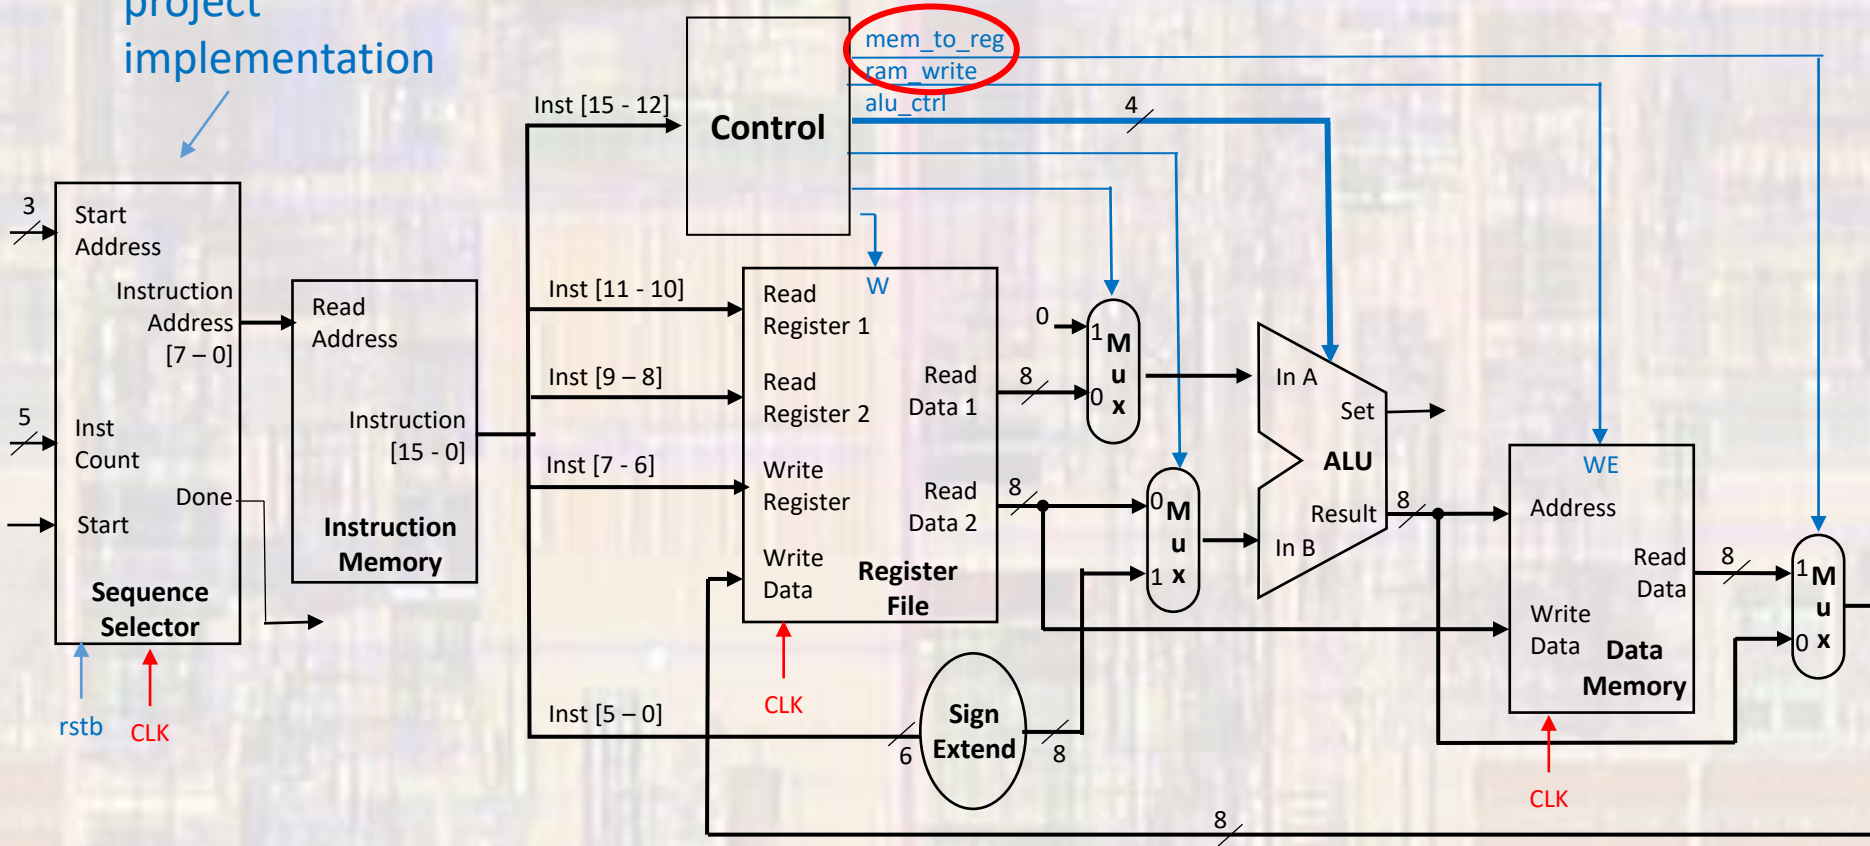 project
implementation
mem_to_reg
ram_write
alu_ctrl
4
Control
Inst [15 - 12]
3
Start
Address
Instruction
Address
[7 – 0]
5
Inst
Count
Done
Start
Sequence
Selector
rstb
CLK
Read
Address
Instruction
[15 - 0]
Instruction
Memory
Inst [11 - 10]
Inst [9 – 8]
Inst [7 - 6]
Inst [5 – 0]
W
Read
Register 1
Read
Register 2
Write
Register
Write
Data
Read
Data 1
Read
Data 2
Register
File
CLK
8
8
0
1
0
M
u
x
0
1
M
u
x
6
Sign
Extend
8
In A
Set
ALU
Result
In B
8
WE
Address
Read
Data
Write
Data
Data
Memory
CLK
8
1
0
M
u
x
8